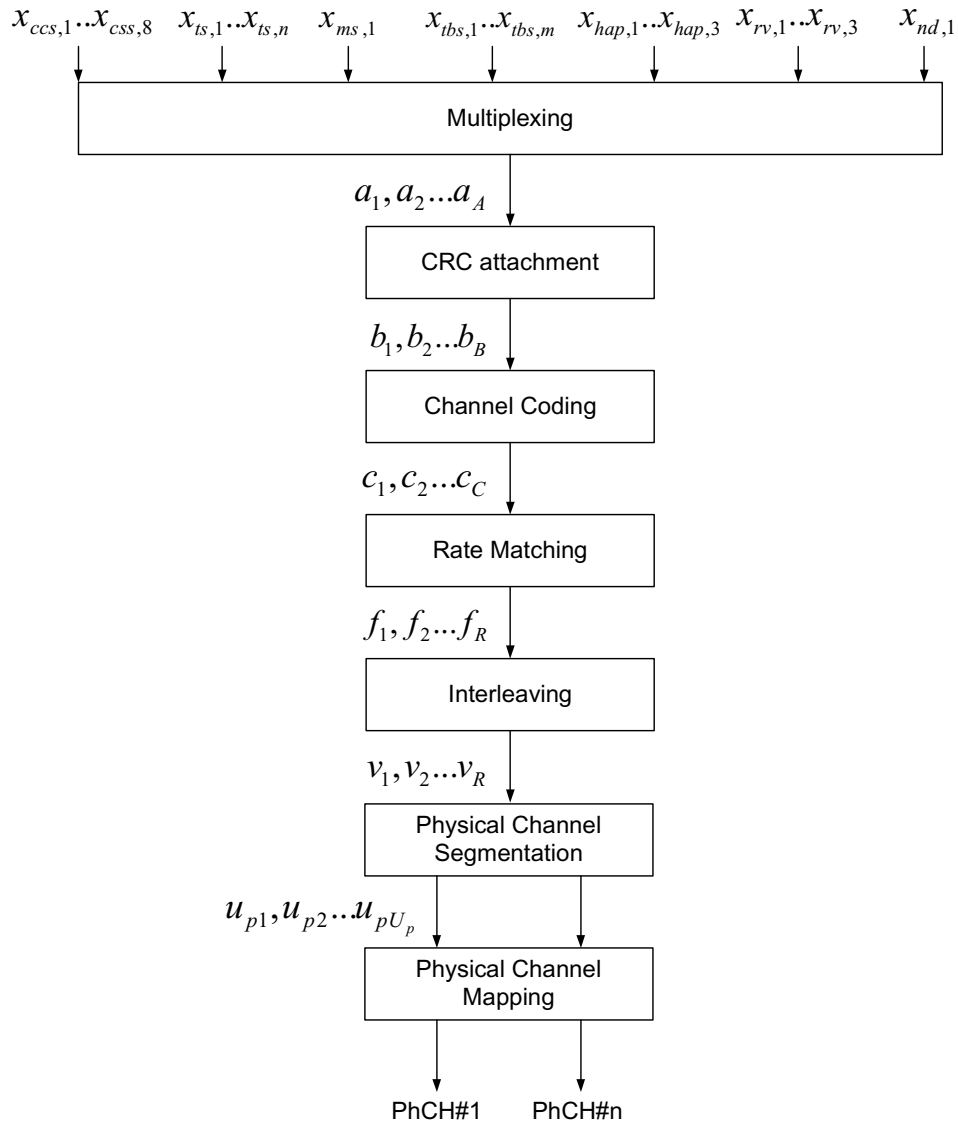 x_{ccs,1}..x_{css,8} x_{ts,1}..x_{ts,n} x_{ms,1} x_{tbs,1}..x_{tbs,m} x_{hap,1}..x_{hap,3} x_{rv,1}..x_{rv,3} x_{nd,1}
Multiplexing
a_1, a_2...a_A
CRC attachment
b_1, b_2...b_B
Channel Coding
c_1, c_2...c_C
Rate Matching
f_1, f_2...f_R
Interleaving
v_1, v_2...v_R
Physical Channel
Segmentation
u_{p1}, u_{p2}...u_{pU_p}
Physical Channel
Mapping
PhCH#1 PhCH#n